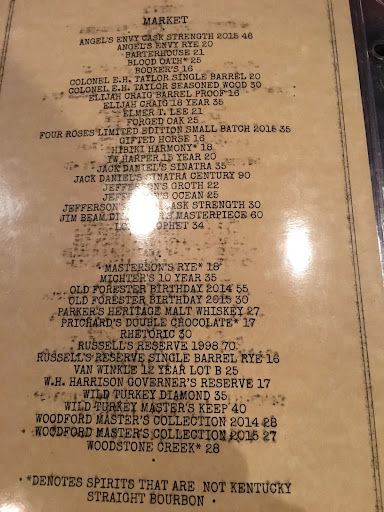 MARKET
ANGEL'S ENVY CASK STRENGTH 2015 46
ANGEL'S ENVY RYE 20
BARTERHOUSE 21
BLOOD OATH* 25
BOOKER'S 16
COLONEL E.H. TAYLOR SINGLE BARREL 20
COLONEL E.H. TAYLOR SEASONED WOOD 30
ELIJAH CRAIG BARREL PROOF 16
ELIJAH CRAIG 18 YEAR 35
ELMER T. LEE 21
FORGED OAK 25
FOUR ROSES LIMITED EDITION SMALL BATCH 2015 35
GIFTED HORSE 16
HIBIKI HARMONY* 18
IW HARPER 15 YEAR 20
JACK DANIEL'S SINATRA 35
JACK DANIEL'S SINATRA CENTURY 90
JEFFERSON'S GROTH 22
JEFFERSON'S OCEAN 25
JEFFERSON'S CASK STRENGTH 30
JIM BEAM MASTERPIECE 60
PROPHET 34
MASTERSON'S RYE* 18
MICHTER'S 10 YEAR 35
OLD FORESTER BIRTHDAY 2014 55
OLD FORESTER BIRTHDAY 2015 30
PARKER'S HERITAGE MALT WHISKEY 27
PRICHARD'S DOUBLE CHOCOLATE* 17
RHETORIC 30
RUSSELL'S RESERVE 1998 70
RUSSELL'S RESERVE SINGLE BARREL RYE 16
VAN WINKLE 12 YEAR LOT B 25
W.H. HARRISON GOVERNER'S RESERVE 17
WILD TURKEY DIAMOND 35
WILD TURKEY MASTER'S KEEP 40
WOODFORD MASTER'S COLLECTION 2014 28
WOODFORD MASTER'S COLLECTION 2015 27
WOODSTONE CREEK* 28
*DENOTES SPIRITS THAT ARE NOT KENTUCKY
STRAIGHT BOURBON